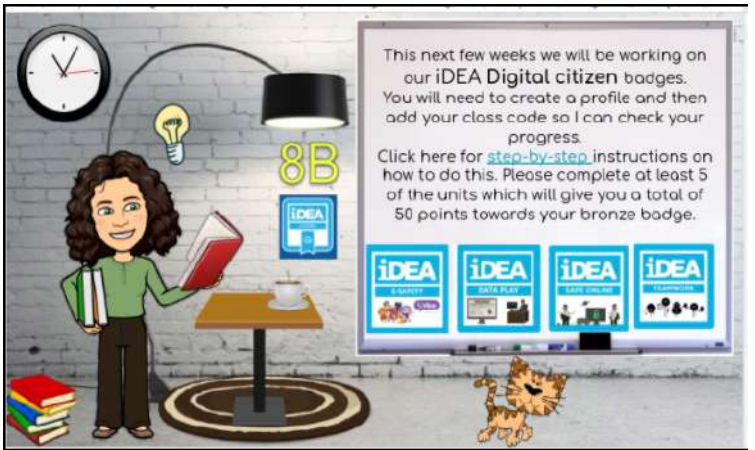 This next few weeks we will be working on
our iDEA Digital citizen badges.
You will need to create a profile and then
add your class code so I can check your
progress.
Click here for step-by-step instructions on
how to do this. Please complete at least 5
of the units which will give you a total of
50 points towards your bronze badge.
8B
iDEA
iDEA
E-SAFETY
iDEA
DATA PLAY
iDEA
SAFE ONLINE
iDEA
TEAMWORK